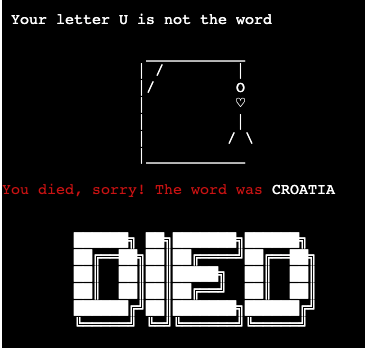 Your letter U is not the word
You died, sorry! The word was CROATIA
DIED